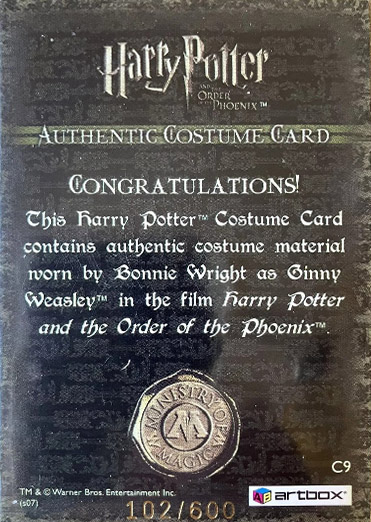 Harry Potter
AND THE
ORDER
OF THE PHOENIX™
AUTHENTIC COSTUME CARD
CONGRATULATIONS!
This Harry Potter™ Costume Card
contains authentic costume material
worn by Bonnie Wright as Ginny
Weasley™ in the film Harry Potter
and the Order of the Phoenix™.
MINISTRY OF
MAGIC
M
C9
TM & © Warner Bros. Entertainment Inc.
(s07)
102/600
artbox